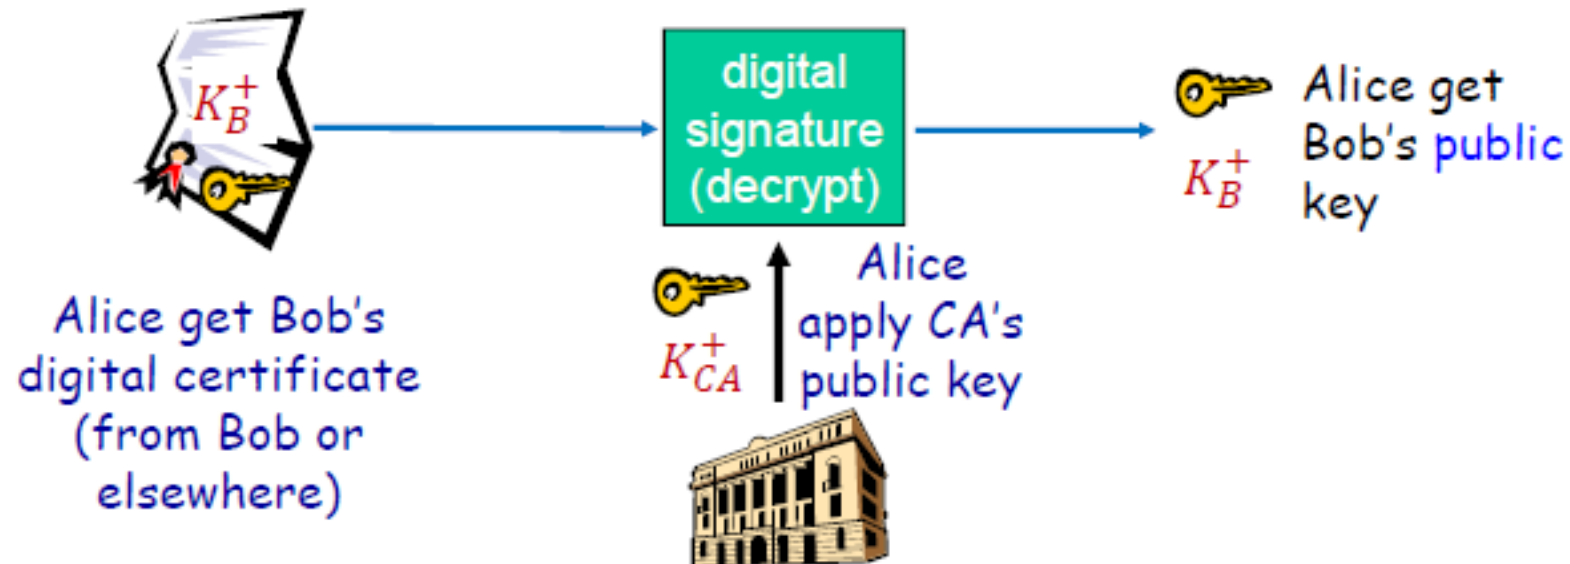 K_B^+
Alice get Bob's
digital certificate
(from Bob or
elsewhere)
digital
signature
(decrypt)
K_CA^+
Alice
apply CA's
public key
K_B^+
Alice get
Bob's public
key